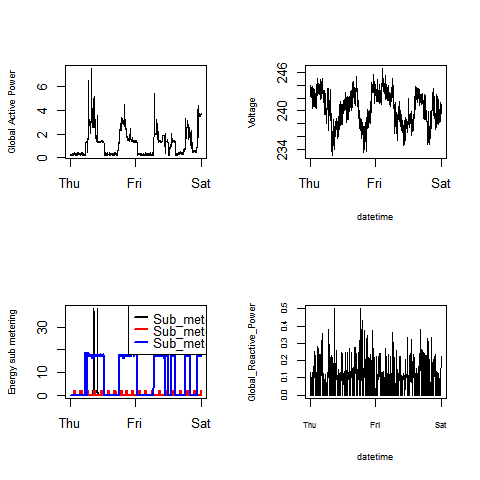 Global Active Power
0 2 4 6
Thu Fri Sat
Voltage
234 240 246
Thu Fri Sat
datetime
Energy sub metering
0 10 30
Sub_met
Sub_met
Sub_met
Thu Fri Sat
Global_Reactive_Power
0.0 0.1 0.2 0.3 0.4 0.5
Thu Fri Sat
datetime